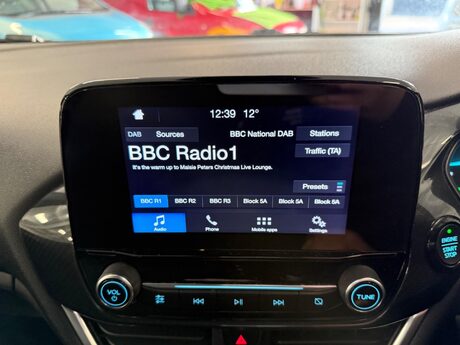 12:39 12°
DAB Sources BBC National DAB Stations
BBC Radio1 Traffic (TA)
It's the warm up to Maisie Peters Christmas Live Lounge.
Presets
BBC R1 BBC R2 BBC R3 Block 5A Block 5A Block 5A
Audio Phone Mobile apps Settings
VOL
TUNE
ENGINE
START
STOP